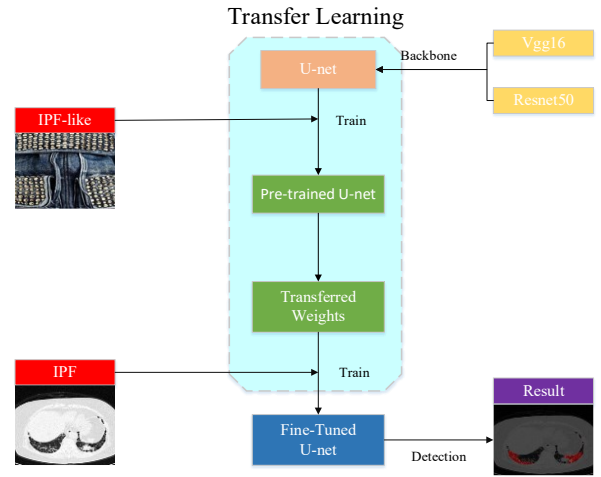 Transfer Learning
U-net
Backbone
Vgg16
Resnet50
IPF-like
Train
Pre-trained U-net
Transferred
Weights
IPF
Train
Result
Fine-Tuned
U-net
Detection